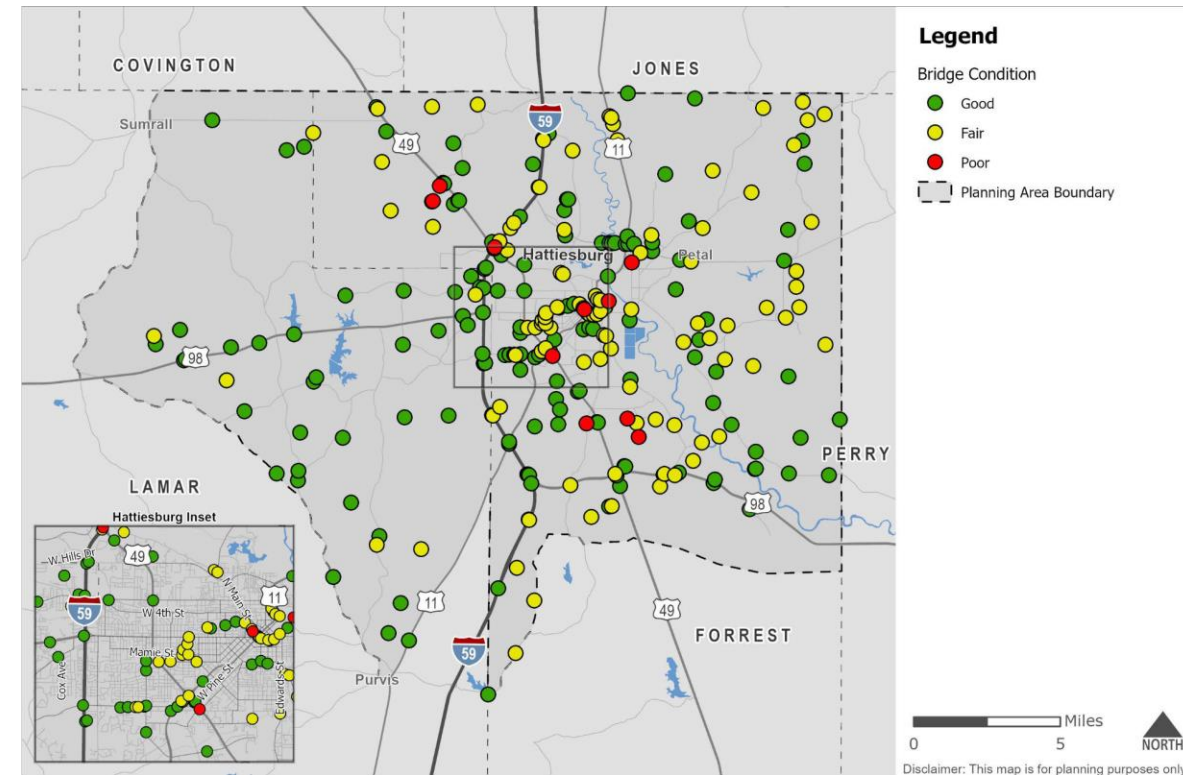 COVINGTON
JONES
Sumrall
59
49
11
Hattiesburg
Petal
98
PERRY
LAMAR
98
11
49
FORREST
59
Purvis
Hattiesburg Inset
W Hills Dr
49
N Main St
11
59
W 4th St
Mamie St
Cox Ave
W Pine St
Edwards St
Legend
Bridge Condition
Good
Fair
Poor
Planning Area Boundary
Miles
0
5
NORTH
Disclaimer: This map is for planning purposes only